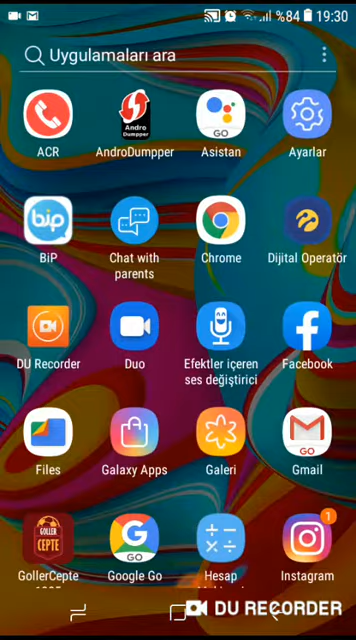 %84 19:30
Uygulamaları ara
ACR
Andro
Dumpper
AndroDumpper
GO
Asistan
Ayarlar
bip
BiP
Chat with
parents
Chrome
Dijital Operatör
DU Recorder
Duo
Efektler içeren
ses değiştirici
Facebook
Files
Galaxy Apps
Galeri
GO
Gmail
GOLLER
CEPTE
GollerCepte
GO
Google Go
Hesap
1
Instagram
DU RECORDER